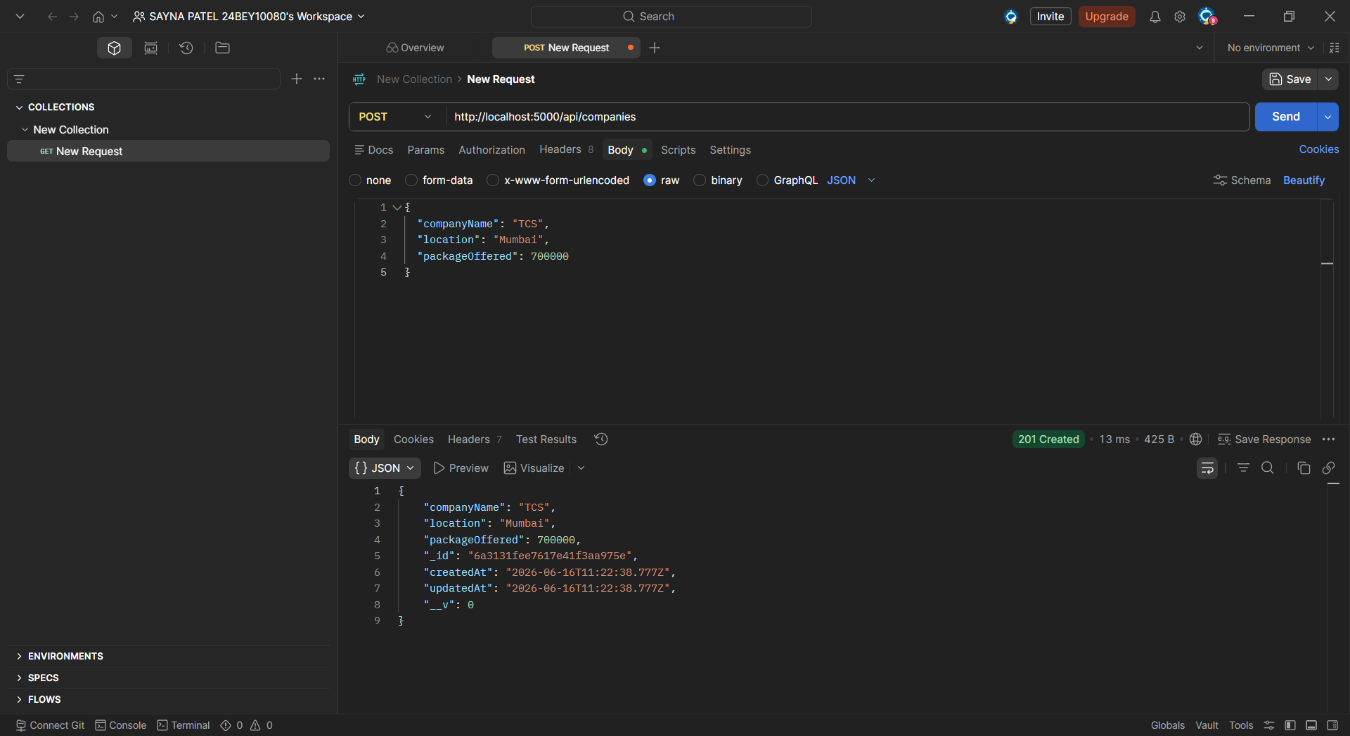 SAYNA PATEL 24BEY10080's Workspace
Search
Invite
Upgrade
Overview
POST New Request
No environment
HTTP New Collection > New Request
Save
COLLECTIONS
New Collection
GET New Request
POST http://localhost:5000/api/companies
Send
Docs Params Authorization Headers 8 Body Scripts Settings
Cookies
none form-data x-www-form-urlencoded raw binary GraphQL JSON
Schema Beautify
1 {
2 "companyName": "TCS",
3 "location": "Mumbai",
4 "packageOffered": 700000
5 }
Body Cookies Headers 7 Test Results
201 Created • 13 ms • 425 B
e.g. Save Response
{} JSON Preview Visualize
1 {
2 "companyName": "TCS",
3 "location": "Mumbai",
4 "packageOffered": 700000,
5 "_id": "6a3131fee7617e41f3aa975e",
6 "createdAt": "2026-06-16T11:22:38.777Z",
7 "updatedAt": "2026-06-16T11:22:38.777Z",
8 "__v": 0
9 }
ENVIRONMENTS
SPECS
FLOWS
Connect Git Console Terminal 0 0
Globals Vault Tools